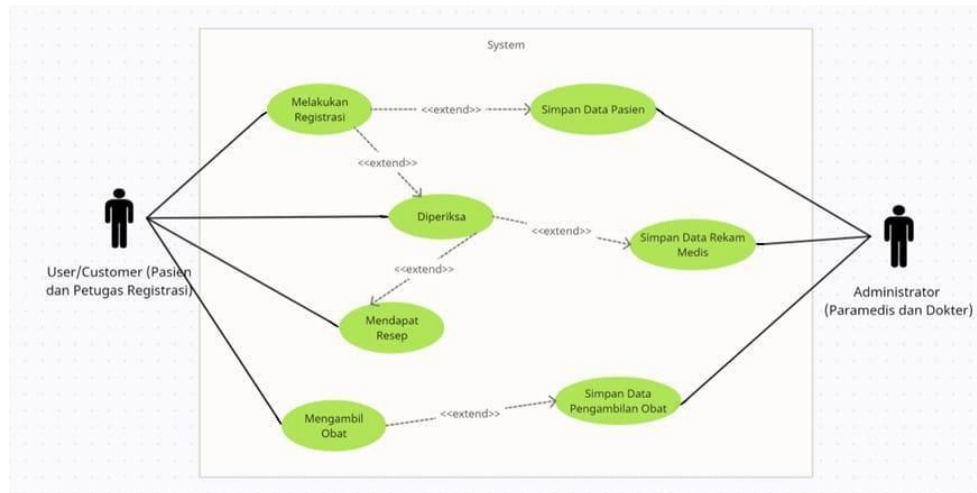 System
Melakukan
Registrasi
<<extend>>
Simpan Data Pasien
<<extend>>
Diperiksa
<<extend>>
Simpan Data Rekam
Medis
<<extend>>
User/Customer (Pasien
dan Petugas Registrasi)
Administrator
(Paramedis dan Dokter)
Mendapat
Resep
Simpan Data
Pengambilan Obat
<<extend>>
Mengambil
Obat